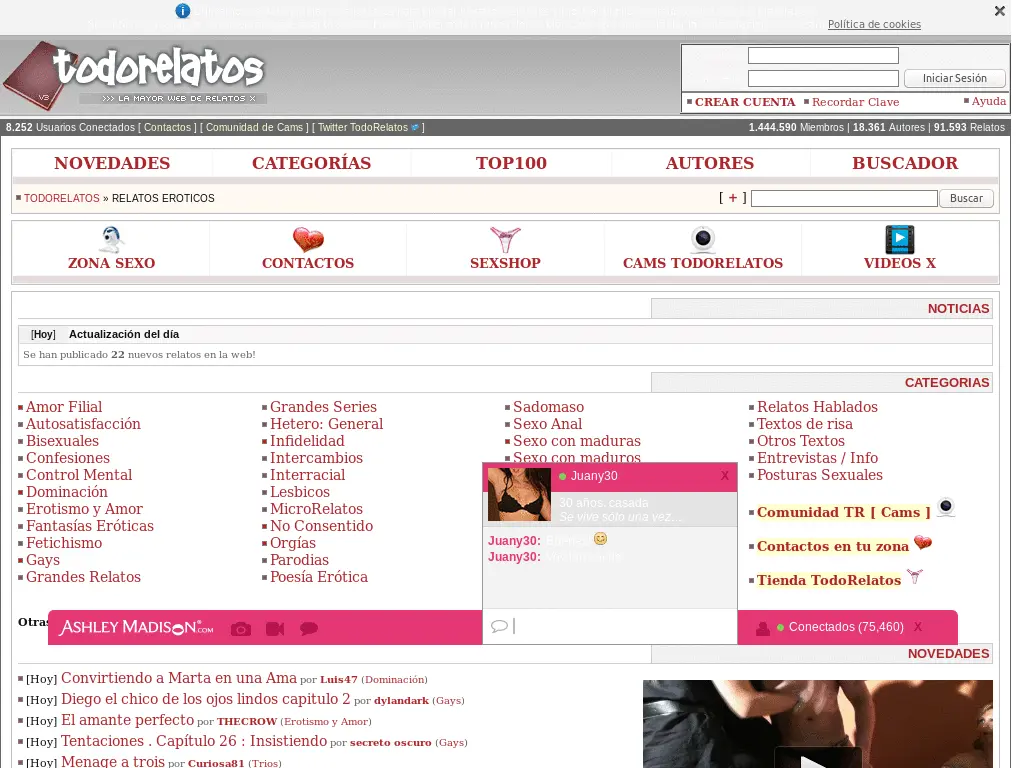 Política de cookies
todorelatos
V3
>>> LA MAYOR WEB DE RELATOS X <
Iniciar Sesión
CREAR CUENTA Recordar Clave Ayuda
8.252 Usuarios Conectados [ Contactos ] [ Comunidad de Cams ] [ Twitter TodoRelatos ]
1.444.590 Miembros | 18.361 Autores | 91.593 Relatos
NOVEDADES CATEGORÍAS TOP100 AUTORES BUSCADOR
TODORELATOS » RELATOS EROTICOS [ + ] Buscar
ZONA SEXO CONTACTOS SEXSHOP CAMS TODORELATOS VIDEOS X
NOTICIAS
[Hoy] Actualización del día
Se han publicado 22 nuevos relatos en la web!
CATEGORIAS
Amor Filial Grandes Series Sadomaso Relatos Hablados
Autosatisfacción Hetero: General Sexo Anal Textos de risa
Bisexuales Infidelidad Sexo con maduras Otros Textos
Confesiones Intercambios Sexo con maduros Entrevistas / Info
Control Mental Interracial Posturas Sexuales
Dominación Lesbicos
Erotismo y Amor MicroRelatos
Fantasías Eróticas No Consentido
Fetichismo Orgías
Gays Parodias
Grandes Relatos Poesía Erótica
Comunidad TR [ Cams ]
Contactos en tu zona
Tienda TodoRelatos
Juany30 X
30 años, casada
Se vive sólo una vez...
Juany30:
Juany30:
Otras
ASHLEY MADISON.COM
Conectados (75,460) X
NOVEDADES
[Hoy] Convirtiendo a Marta en una Ama por Luis47 (Dominación)
[Hoy] Diego el chico de los ojos lindos capitulo 2 por dylandark (Gays)
[Hoy] El amante perfecto por THECROW (Erotismo y Amor)
[Hoy] Tentaciones . Capítulo 26 : Insistiendo por secreto oscuro (Gays)
[Hoy] Menage a trois por Curiosa81 (Trios)